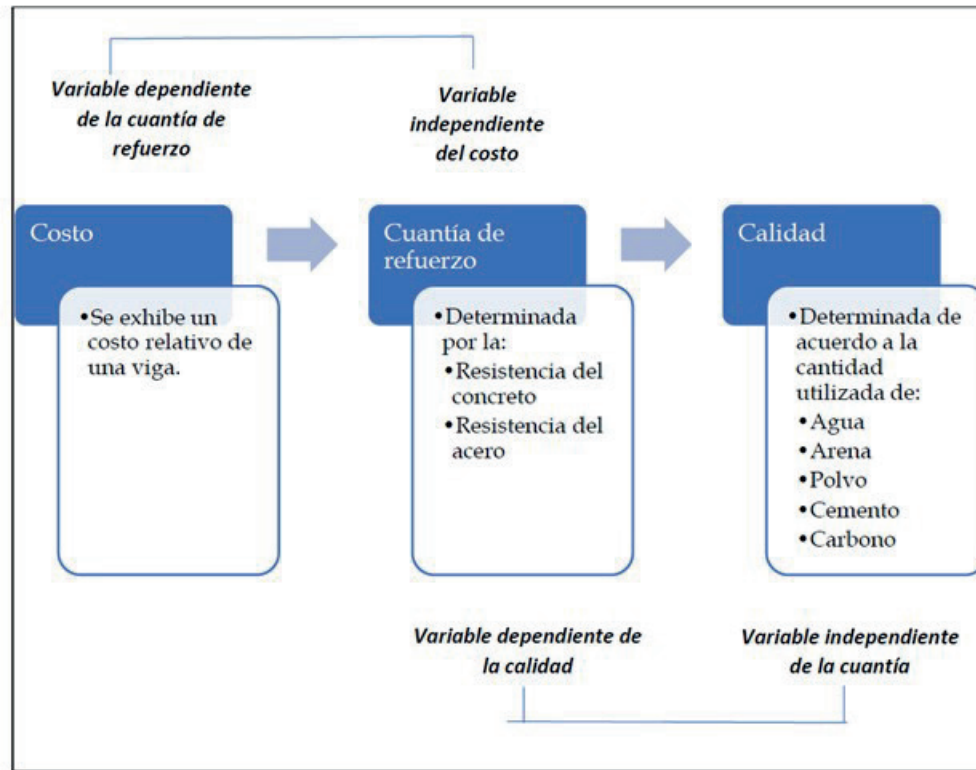 Variable dependiente
de la cuantía de
refuerzo
Variable
independiente
del costo
Costo
•Se exhibe un
costo relativo de
una viga.
Cuantía de
refuerzo
•Determinada
por la:
•Resistencia del
concreto
•Resistencia del
acero
Calidad
•Determinada de
acuerdo a la
cantidad
utilizada de:
•Agua
•Arena
•Polvo
•Cemento
•Carbono
Variable dependiente de
la calidad
Variable independiente
de la cuantía